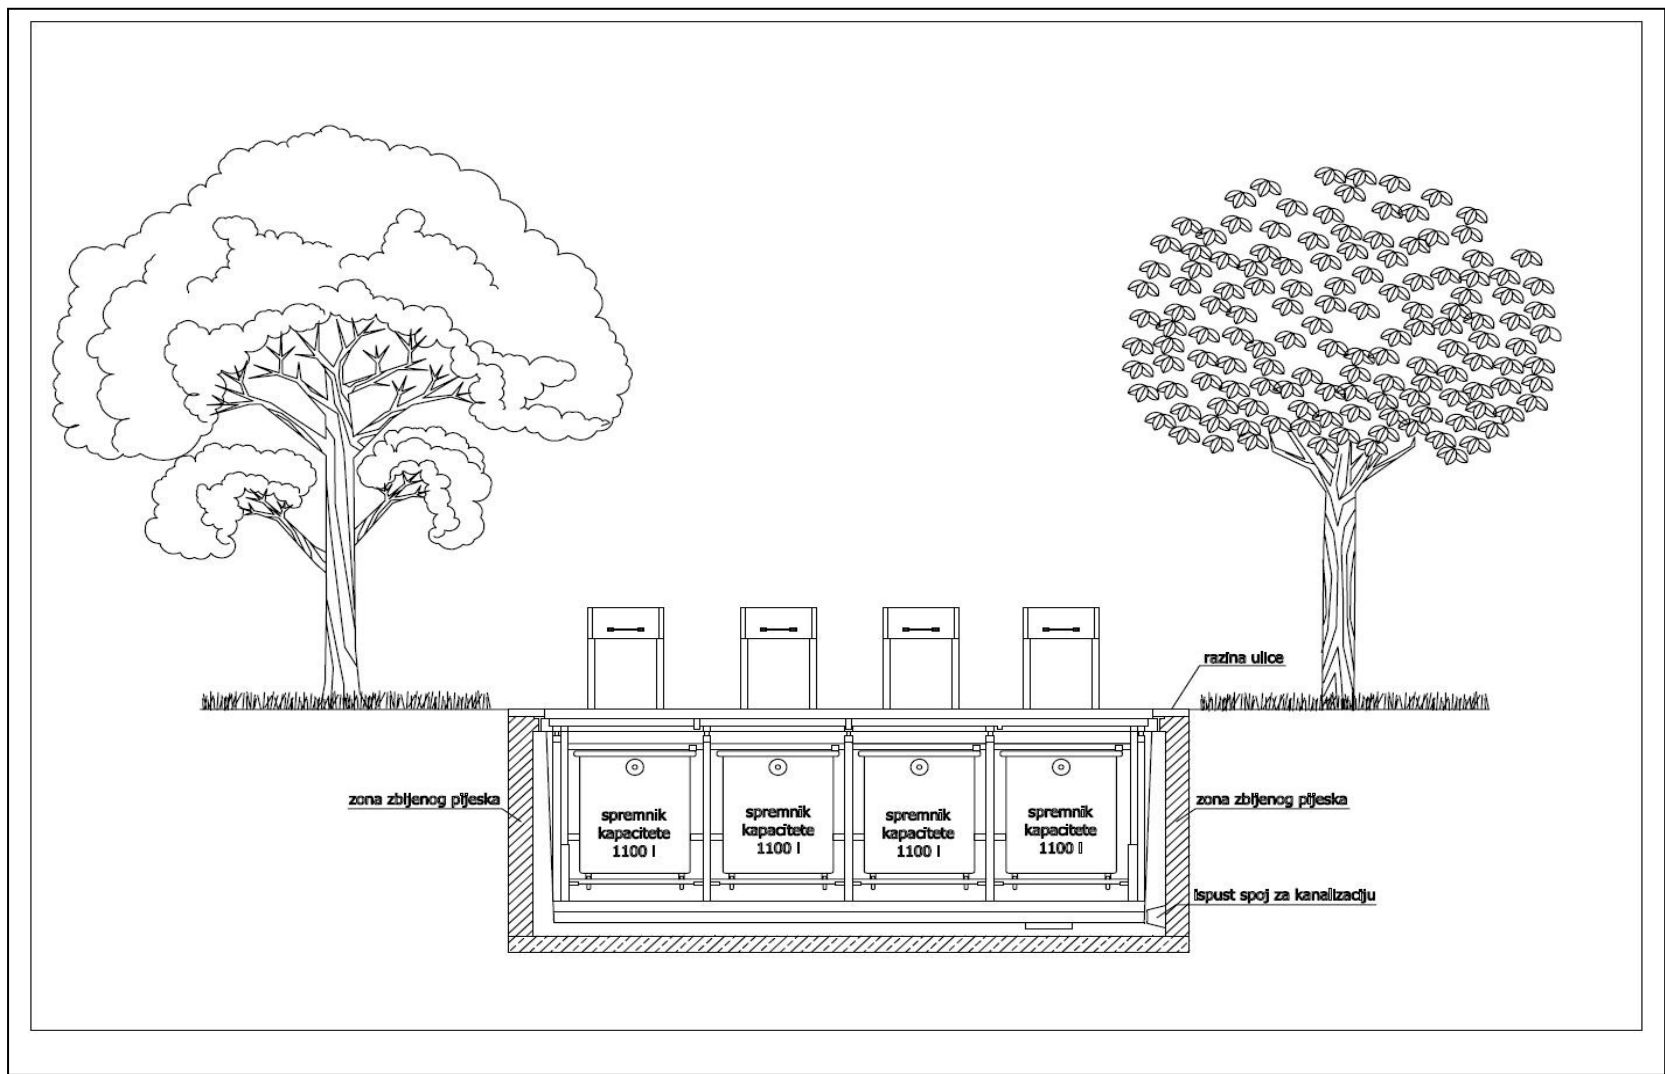 razina ulice
zona zbijenog pijeska
zona zbijenog pijeska
spremnik
kapacitete
1100 l
spremnik
kapacitete
1100 l
spremnik
kapacitete
1100 l
spremnik
kapacitete
1100 l
ispust spoj za kanalizaciju